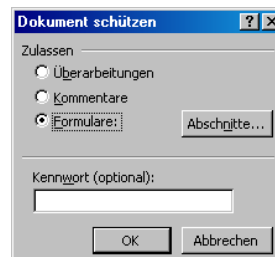 Dokument schützen
Zulassen
Überarbeitungen
Kommentare
Formulare:
Abschnitte...
Kennwort (optional):
OK
Abbrechen